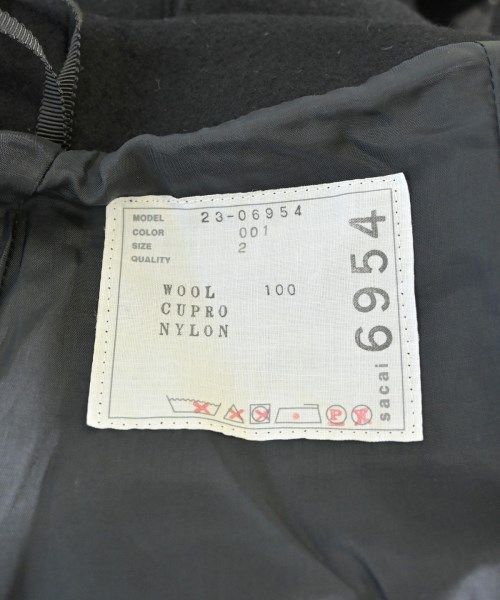 MODEL 23-06954
COLOR 001
SIZE 2
QUALITY
WOOL 100
CUPRO
NYLON
P
sacai 6954